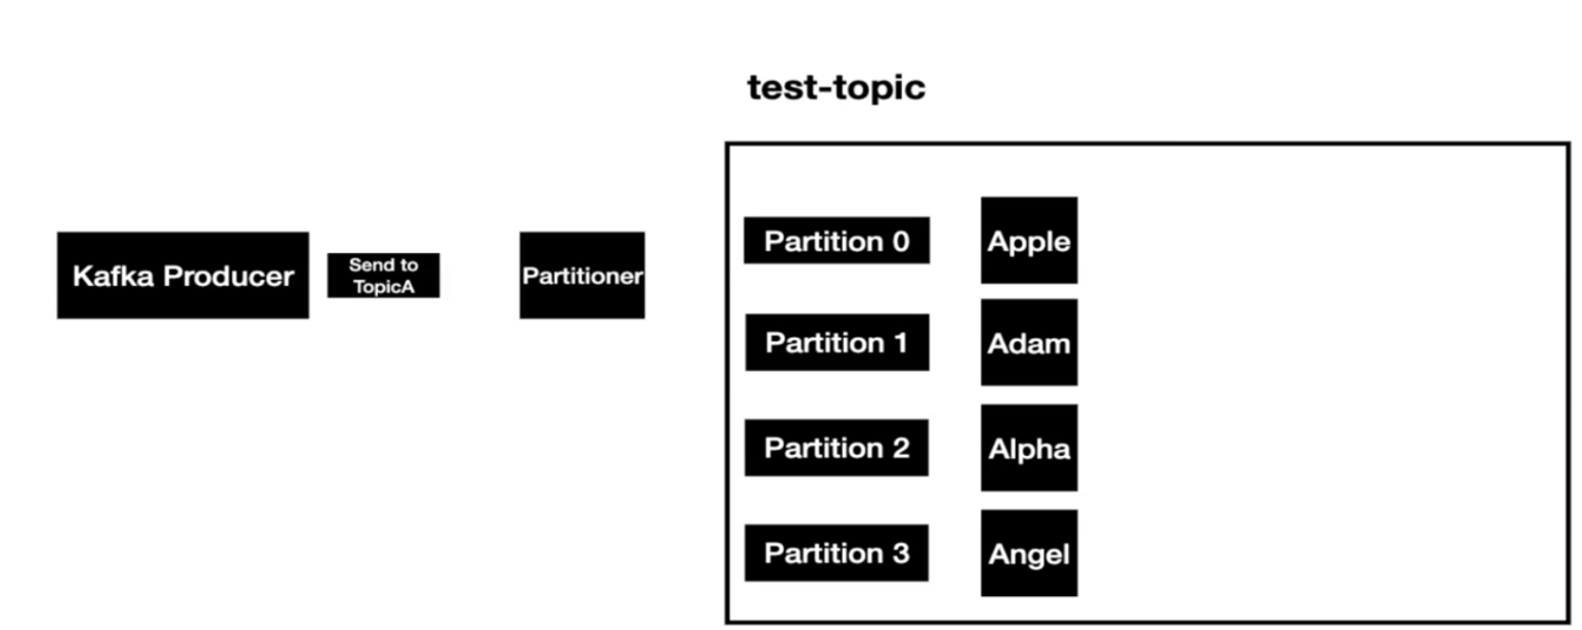 test-topic
Kafka Producer
Send to
TopicA
Partitioner
Partition 0
Apple
Partition 1
Adam
Partition 2
Alpha
Partition 3
Angel